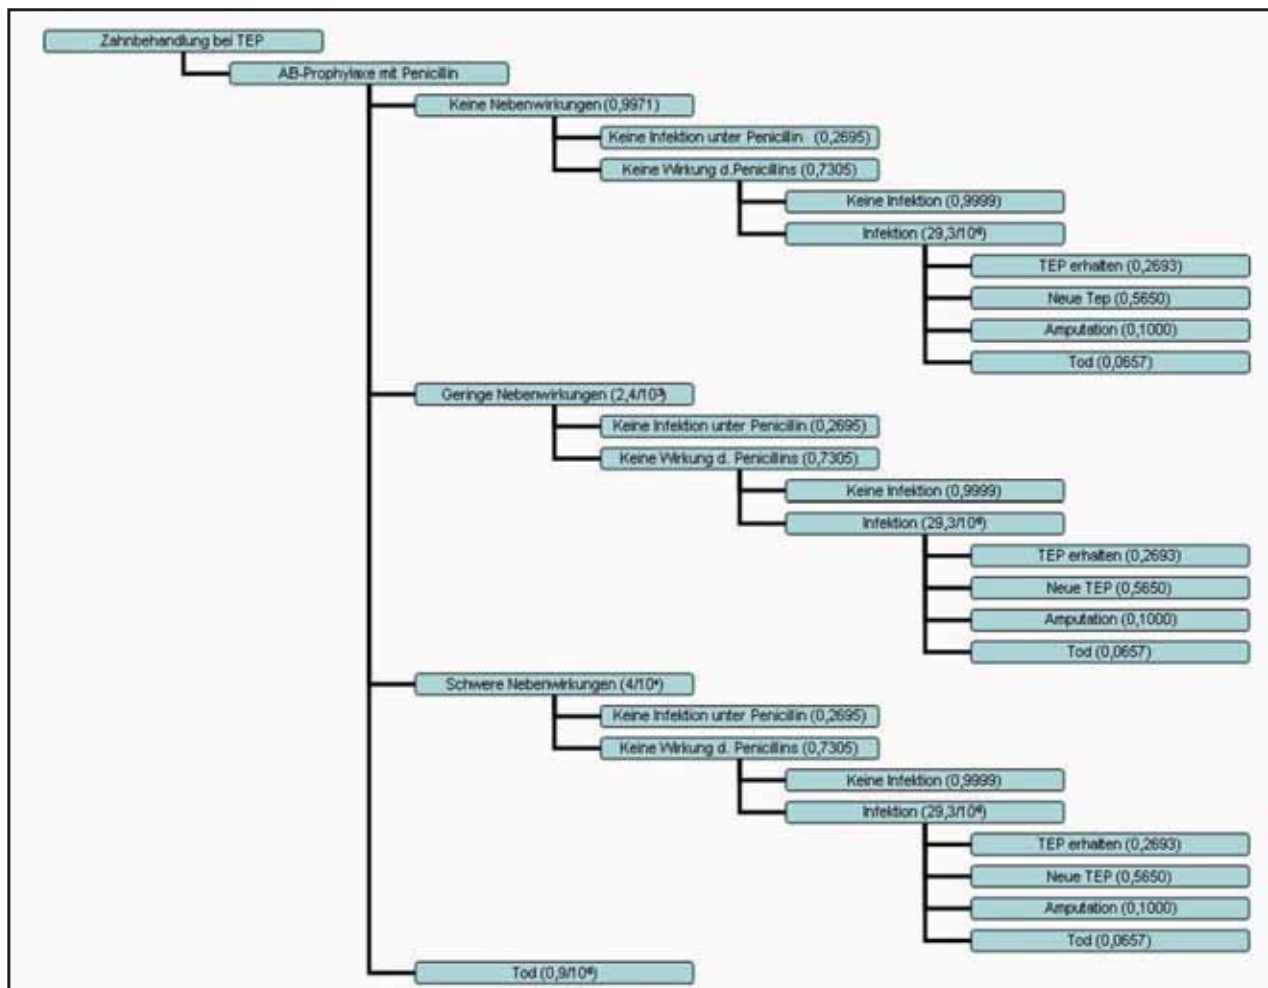 Zahnbehandlung bei TEP
AB-Prophylaxe mit Penicillin
Keine Nebenwirkungen (0,9971)
Keine Infektion unter Penicillin (0,2695)
Keine Wirkung d.Penicillins (0,7305)
Keine Infektion (0,9999)
Infektion (29,3/10⁶)
TEP erhalten (0,2693)
Neue Tep (0,5650)
Amputation (0,1000)
Tod (0,0657)
Geringe Nebenwirkungen (2,4/10³)
Keine Infektion unter Penicillin (0,2695)
Keine Wirkung d. Penicillins (0,7305)
Keine Infektion (0,9999)
Infektion (29,3/10⁶)
TEP erhalten (0,2693)
Neue TEP (0,5650)
Amputation (0,1000)
Tod (0,0657)
Schwere Nebenwirkungen (4/10⁴)
Keine Infektion unter Penicillin (0,2695)
Keine Wirkung d. Penicillins (0,7305)
Keine Infektion (0,9999)
Infektion (29,3/10⁶)
TEP erhalten (0,2693)
Neue TEP (0,5650)
Amputation (0,1000)
Tod (0,0657)
Tod (0,9/10⁶)